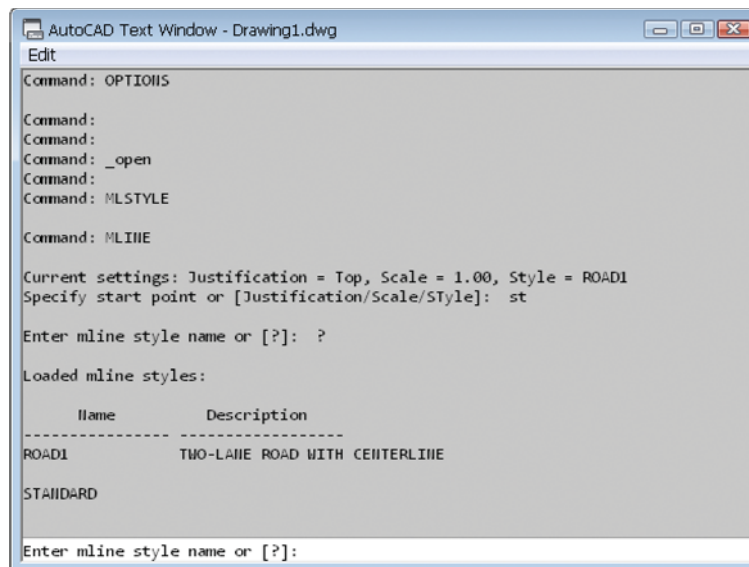 AutoCAD Text Window - Drawing1.dwg
Edit
Command: OPTIONS
Command:
Command:
Command: _open
Command:
Command: MLSTYLE
Command: MLINE
Current settings: Justification = Top, Scale = 1.00, Style = ROAD1
Specify start point or [Justification/Scale/STyle]: st
Enter mline style name or [?]: ?
Loaded mline styles:
Name Description
---------------- ------------------
ROAD1 TWO-LANE ROAD WITH CENTERLINE
STANDARD
Enter mline style name or [?]: